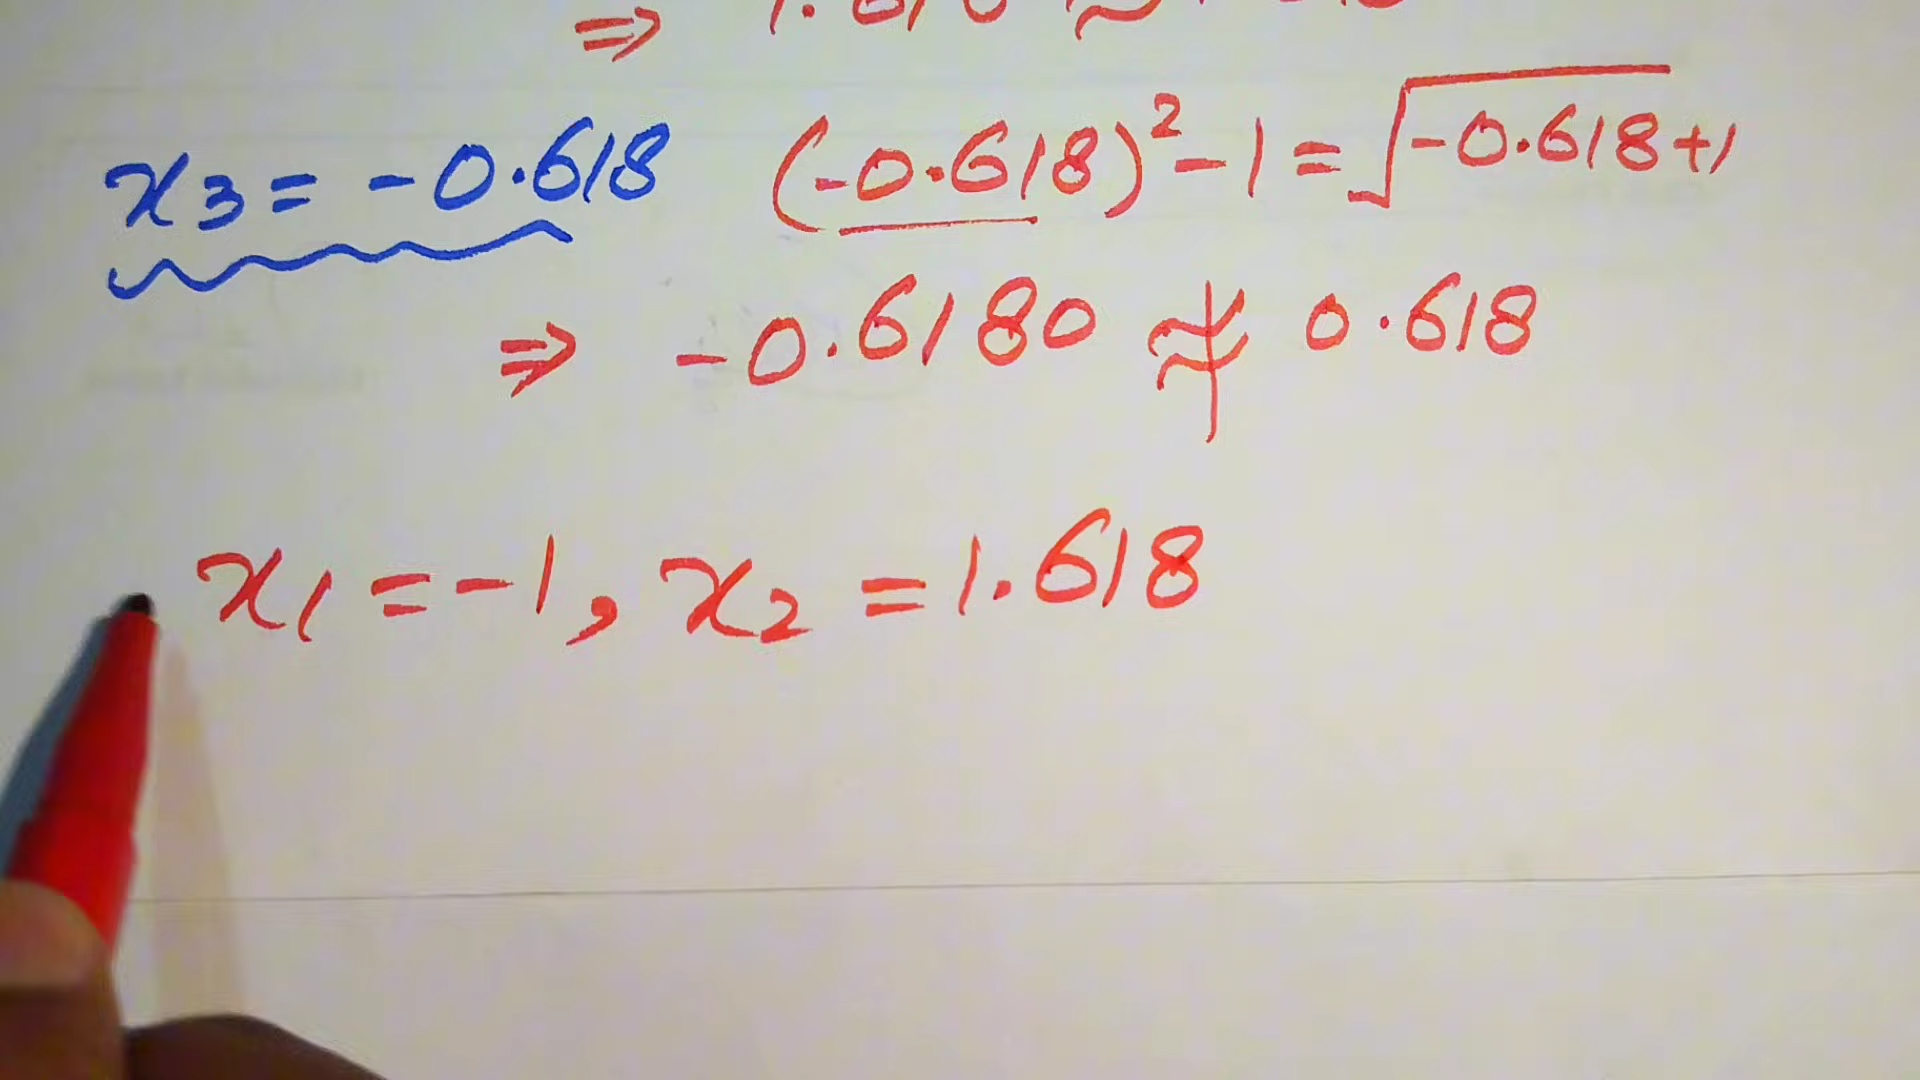 ⇒
x₃ = -0.618 (-0.618)² - 1 = √-0.618+1
⇒ -0.6180 ≉ 0.618
x₁ = -1, x₂ = 1.618